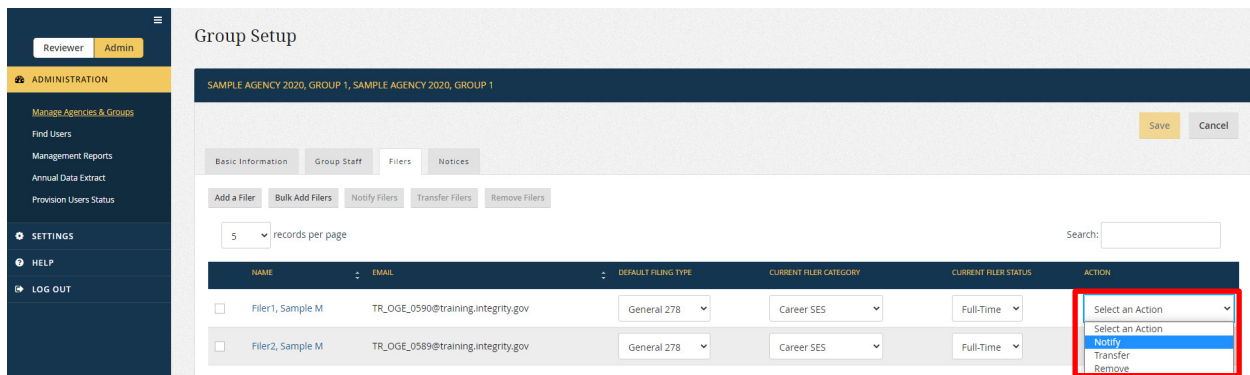 Reviewer Admin
ADMINISTRATION
Manage Agencies & Groups
Find Users
Management Reports
Annual Data Extract
Provision Users Status
SETTINGS
HELP
LOG OUT
Group Setup
SAMPLE AGENCY 2020, GROUP 1, SAMPLE AGENCY 2020, GROUP 1
Save Cancel
Basic Information Group Staff Filers Notices
Add a Filer Bulk Add Filers Notify Filers Transfer Filers Remove Filers
5 records per page Search:
NAME EMAIL DEFAULT FILING TYPE CURRENT FILER CATEGORY CURRENT FILER STATUS ACTION
Filer1, Sample M TR_OGE_0590@training.integrity.gov General 278 Career SES Full-Time Select an Action
Select an Action
Notify
Filer2, Sample M TR_OGE_0589@training.integrity.gov General 278 Career SES Full-Time
Transfer
Remove